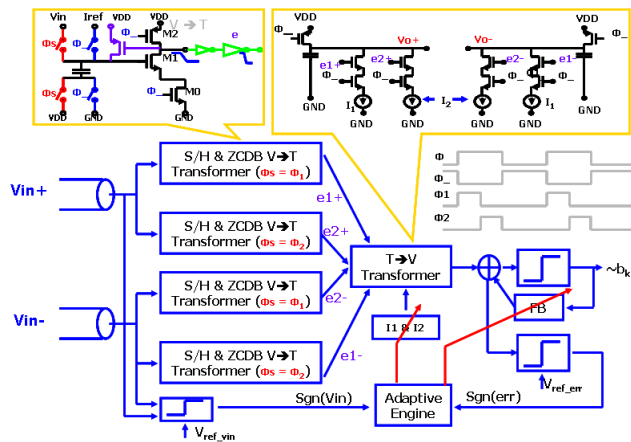 Vin Iref VDD VDD V→T
Φs Φ_ Φ_ M2 e
M1
Φs Φ_ Φ_ M0
VDD GND GND
VDD Vo+ Vo- VDD
Φ_ Φ_
e1+ e2+ e2- e1-
Φ_ Φ_ Φ_ Φ_
GND I1 I2 I1 GND
GND GND GND GND
S/H & ZCDB V→T
Transformer (Φs = Φ1)
Vin+
e1+
S/H & ZCDB V→T
Transformer (Φs = Φ2)
e2+
S/H & ZCDB V→T
Transformer (Φs = Φ1)
e2-
Vin-
S/H & ZCDB V→T
Transformer (Φs = Φ2)
e1-
Φ
Φ_
Φ1
Φ2
T→V
Transformer
~bk
FB
I1 & I2
Vref_err
Adaptive
Engine
Sgn(Vin)
Sgn(err)
Vref_vin